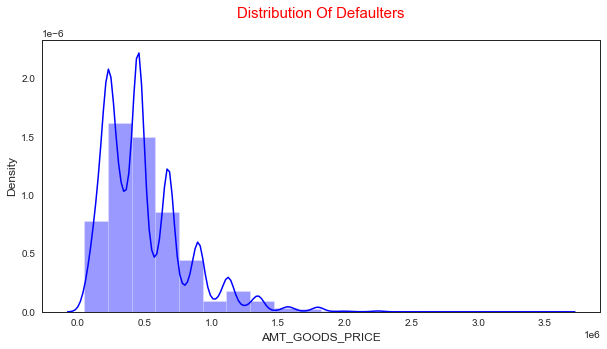 Distribution Of Defaulters
1e−6
2.0
1.5
1.0
0.5
0.0
Density
0.0 0.5 1.0 1.5 2.0 2.5 3.0 3.5
1e6
AMT_GOODS_PRICE